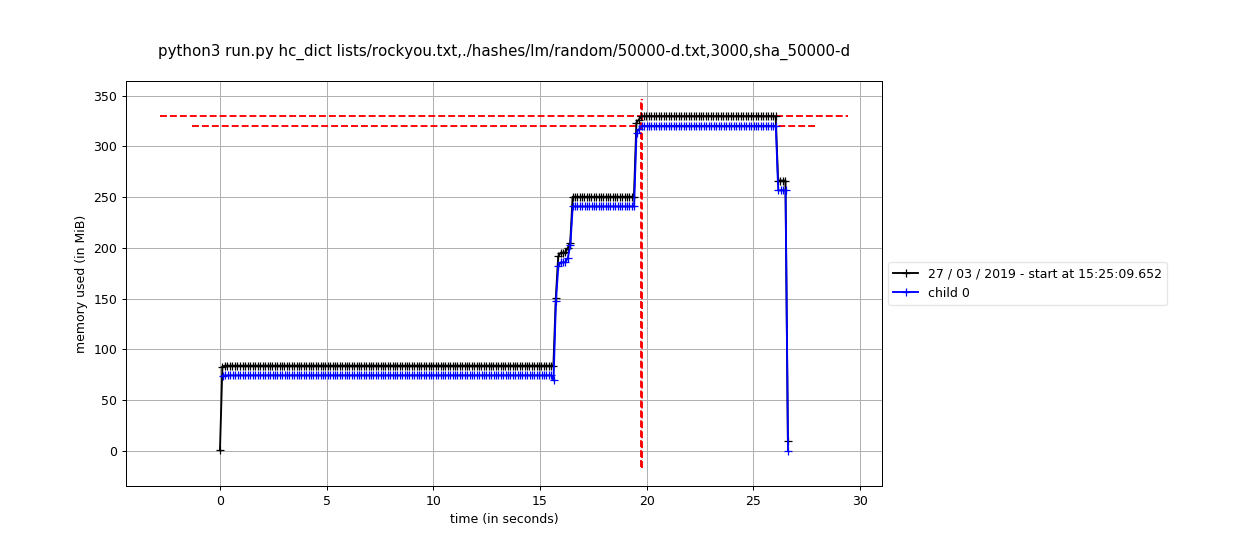 python3 run.py hc_dict lists/rockyou.txt,./hashes/lm/random/50000-d.txt,3000,sha_50000-d
350
300
250
200
150
100
50
0
memory used (in MiB)
0 5 10 15 20 25 30
time (in seconds)
27 / 03 / 2019 - start at 15:25:09.652
child 0